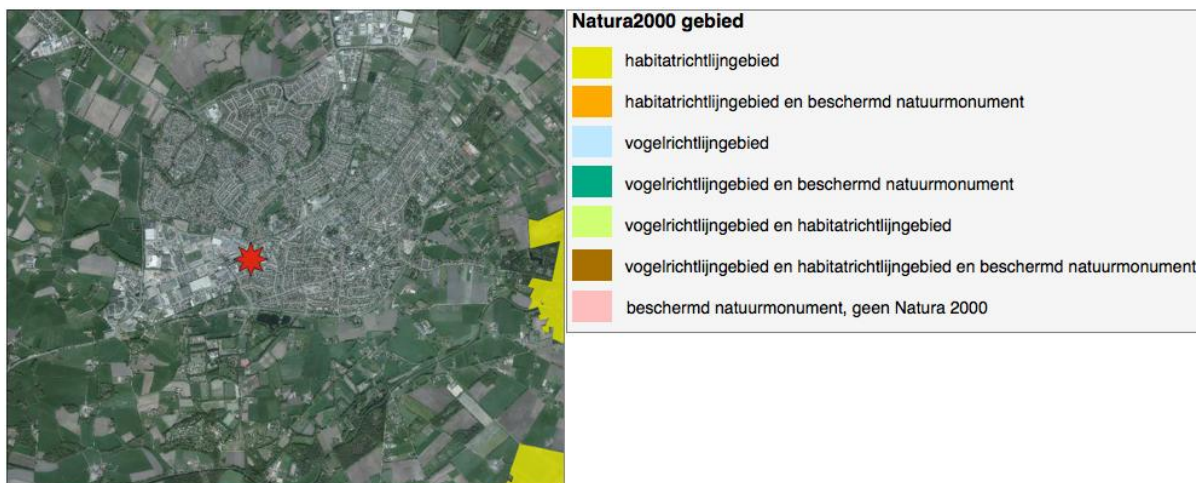 Natura2000 gebied
habitatrichtlijngebied
habitatrichtlijngebied en beschermd natuurmonument
vogelrichtlijngebied
vogelrichtlijngebied en beschermd natuurmonument
vogelrichtlijngebied en habitatrichtlijngebied
vogelrichtlijngebied en habitatrichtlijngebied en beschermd natuurmonument
beschermd natuurmonument, geen Natura 2000